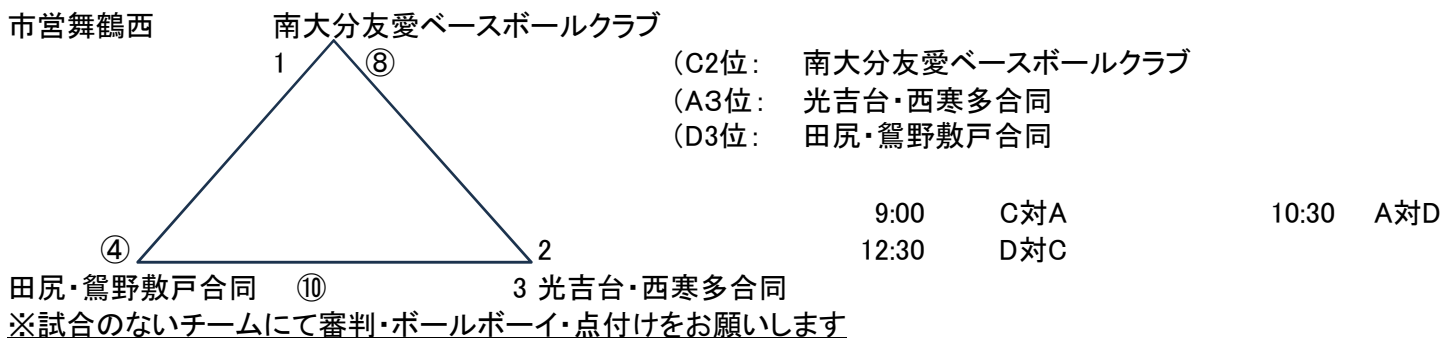 市営舞鶴西 南大分友愛ベースボールクラブ
1 ⑧ (C2位: 南大分友愛ベースボールクラブ
(A3位: 光吉台・西寒多合同
(D3位: 田尻・鴛野敷戸合同
9:00 C対A 10:30 A対D
④ 2 12:30 D対C
田尻・鴛野敷戸合同 ⑩ 3 光吉台・西寒多合同
※試合のないチームにて審判・ボールボーイ・点付けをお願いします